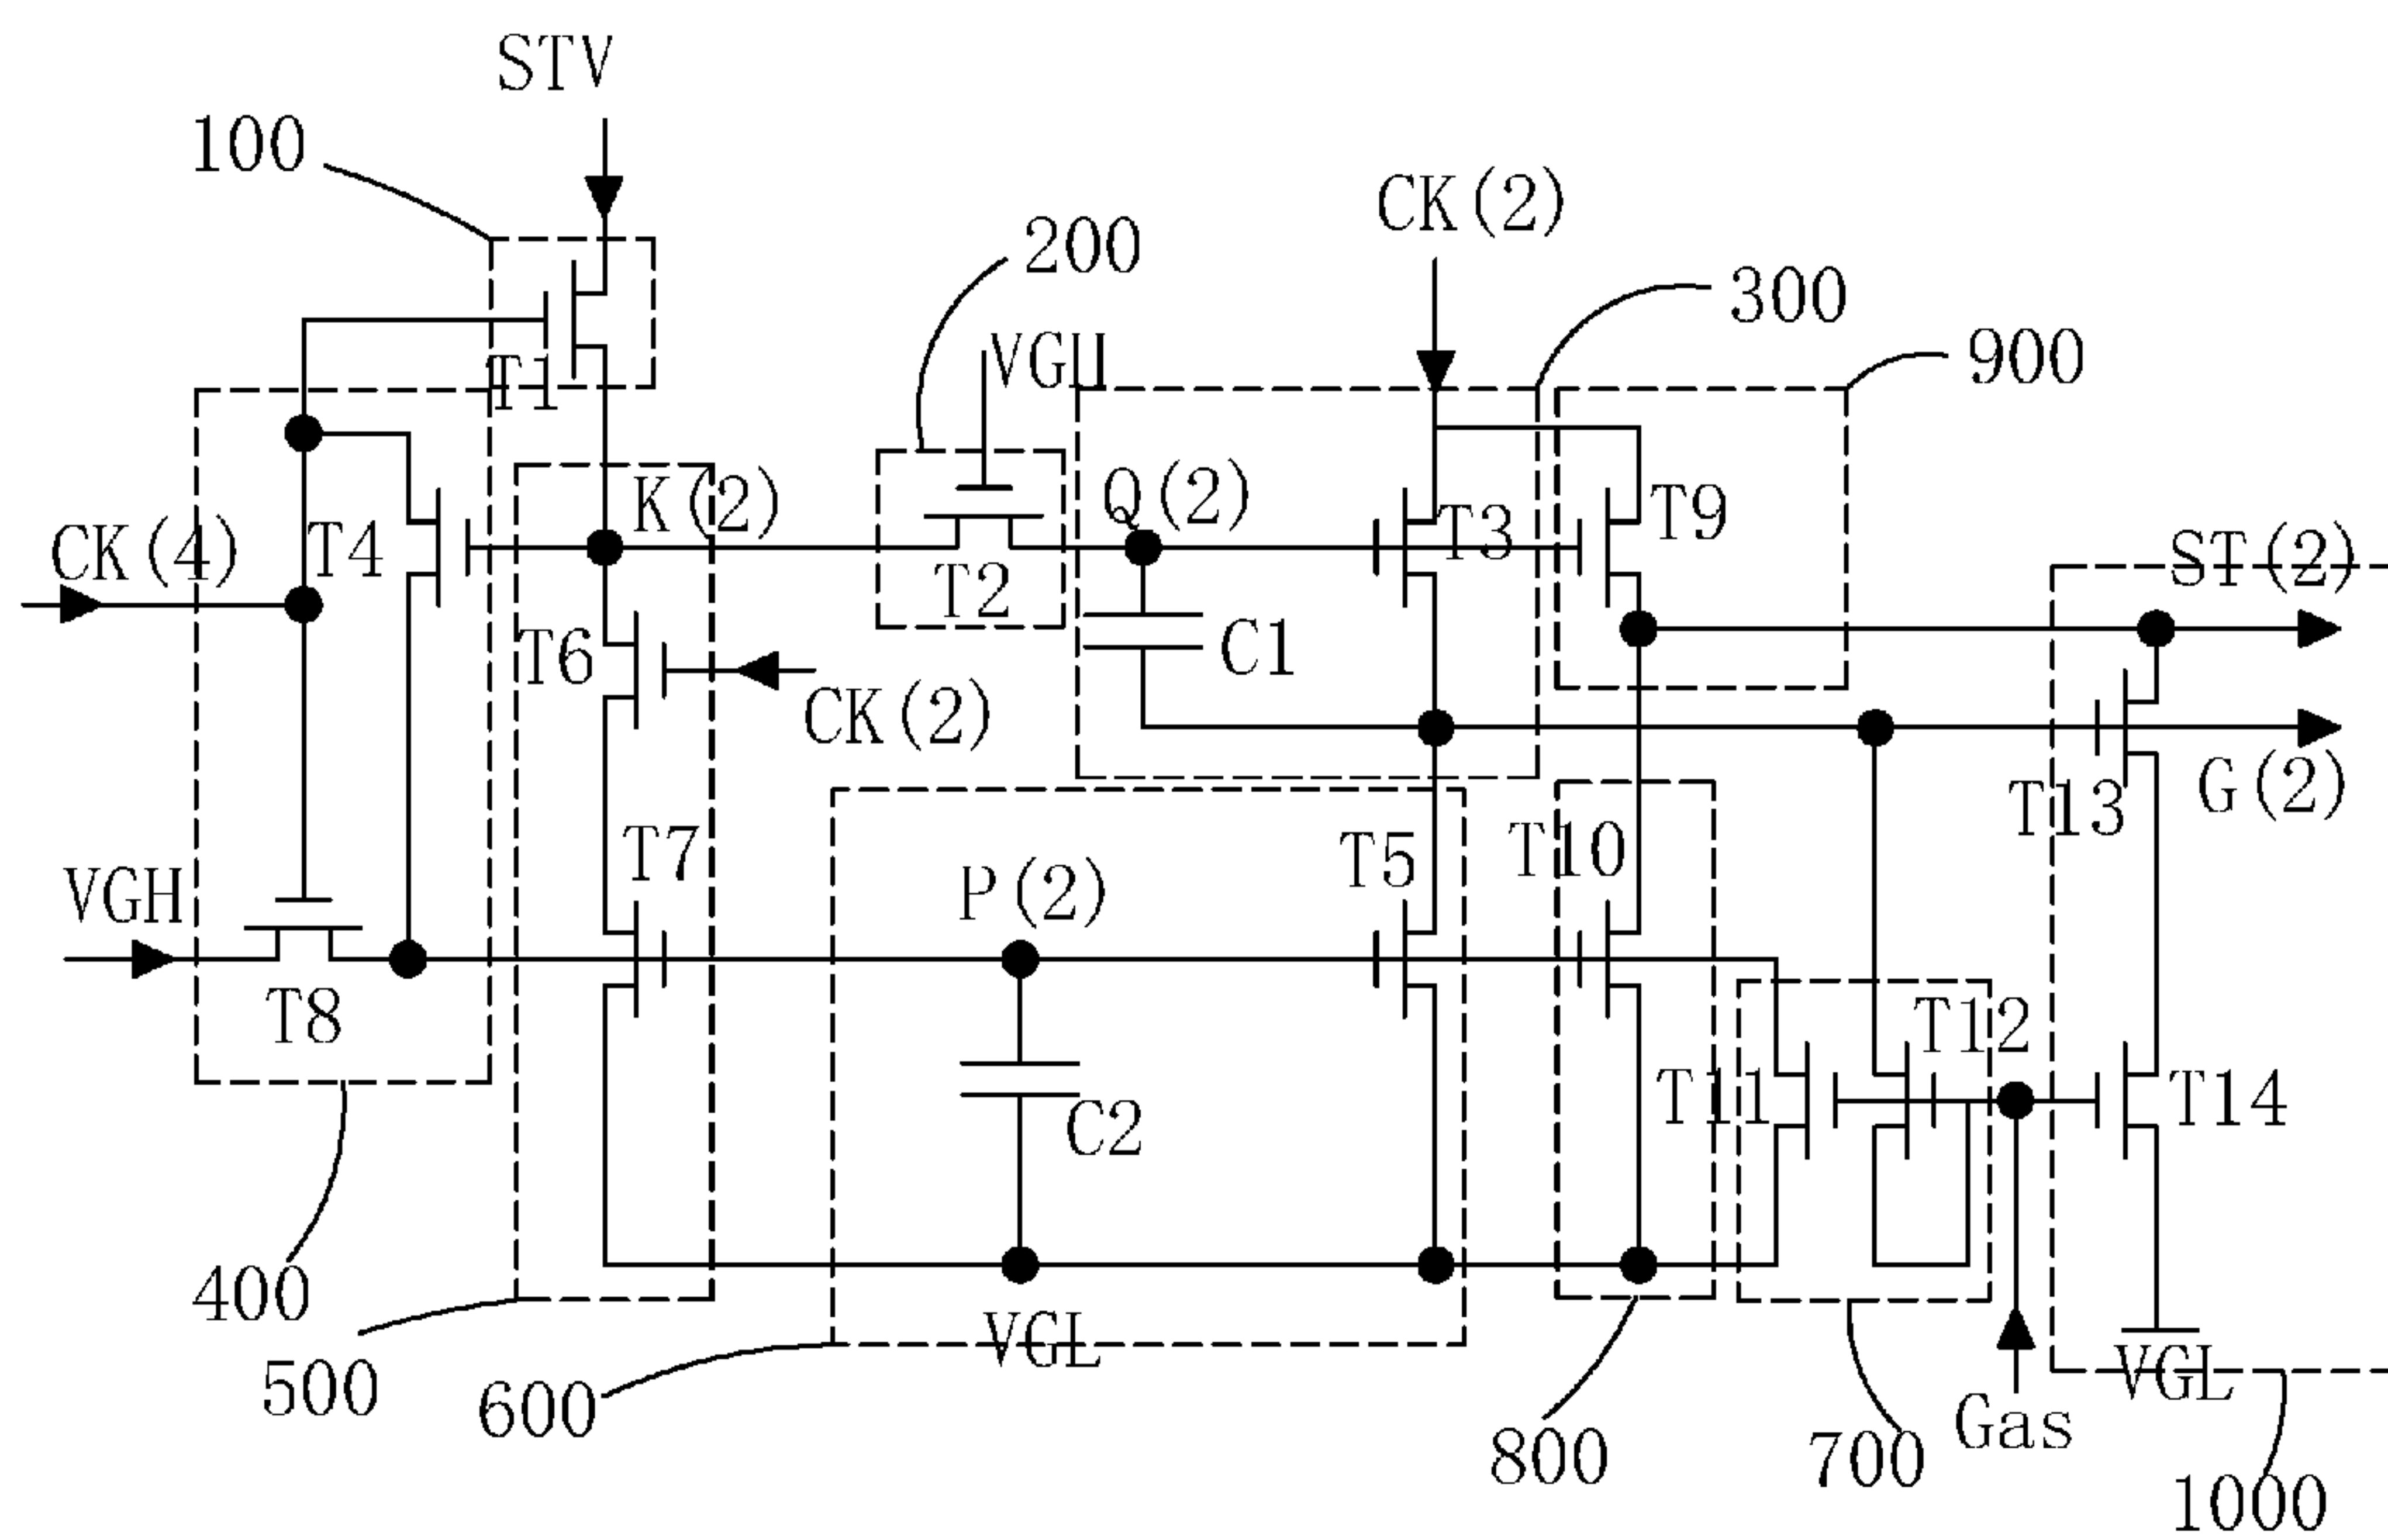 STV
100
CK(2)
200
300
VGH
900
T1
K(2)
Q(2)
T3
T9
CK(4)
T4
ST(2)
T2
T6
C1
CK(2)
T13
G(2)
T7
T5
T10
VGH
P(2)
T8
T12
T11
T14
C2
400
VGL
VGL
500
600
800
700
Gas
1000